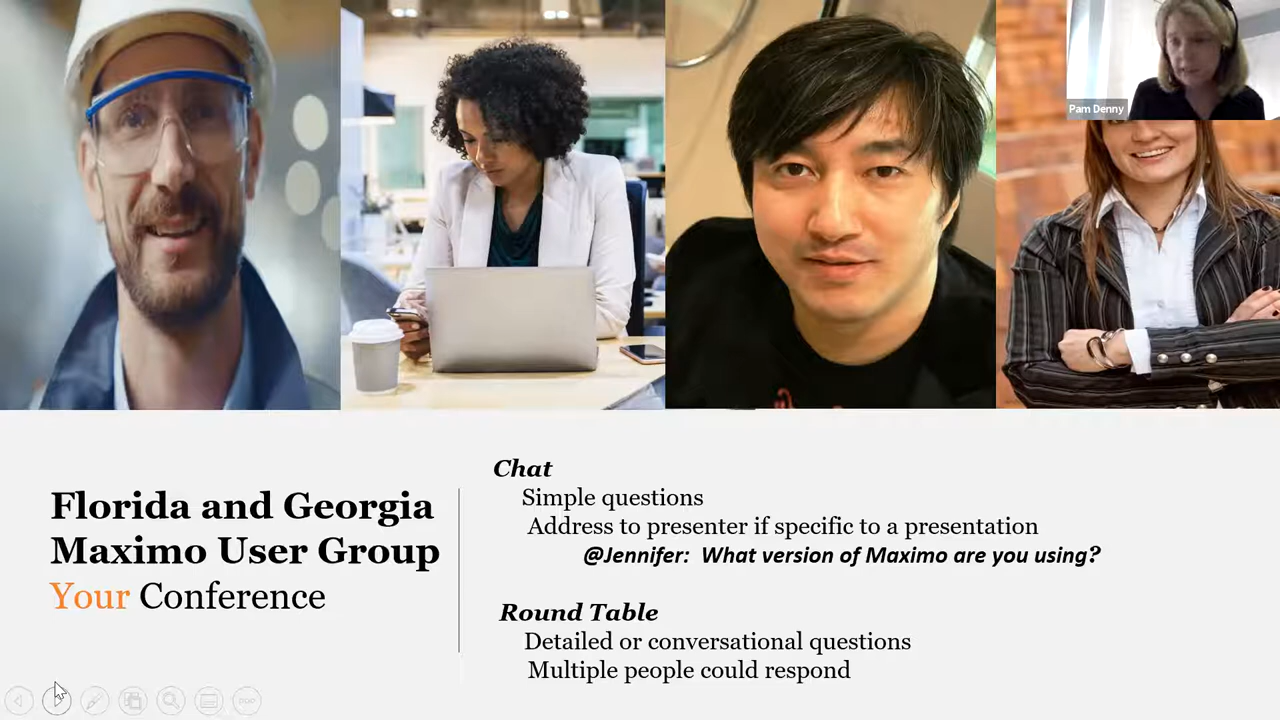 Pam Denny
Florida and Georgia
Maximo User Group
Your Conference
Chat
Simple questions
Address to presenter if specific to a presentation
@Jennifer: What version of Maximo are you using?
Round Table
Detailed or conversational questions
Multiple people could respond